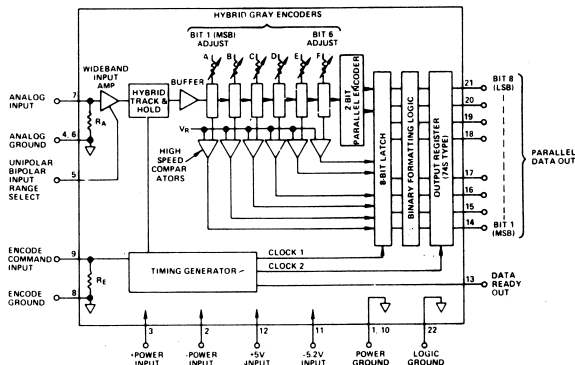 HYBRID GRAY ENCODERS
BIT 1 (MSB)
ADJUST
BIT 6
ADJUST
A B C D E F
WIDEBAND
INPUT
AMP
BUFFER
HYBRID
TRACK &
HOLD
2 BIT
PARALLEL ENCODER
8-BIT LATCH
BINARY FORMATTING LOGIC
OUTPUT REGISTER
(74S TYPE)
ANALOG
INPUT
7
RA
ANALOG
GROUND
4, 6
UNIPOLAR
BIPOLAR
INPUT
RANGE
SELECT
5
VR
HIGH
SPEED
COMPAR
ATORS
21
BIT 8
(LSB)
20
19
18
PARALLEL
DATA OUT
17
16
15
14
BIT 1
(MSB)
ENCODE
COMMAND
INPUT
9
RE
ENCODE
GROUND
8
TIMING GENERATOR
CLOCK 1
CLOCK 2
13
DATA
READY
OUT
3
2
12
11
1, 10
22
+POWER
INPUT
-POWER
INPUT
+5V
INPUT
-5.2V
INPUT
POWER
GROUND
LOGIC
GROUND